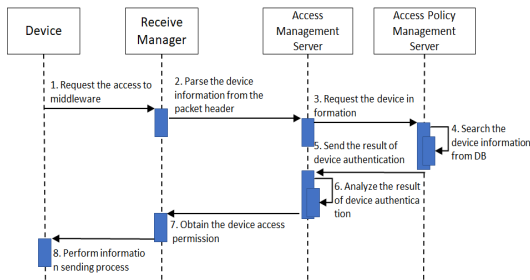 Device
Receive
Manager
Access
Management
Server
Access Policy
Management
Server
1. Request the access to
middleware
2. Parse the device
information from the
packet header
3. Request the device in
formation
4. Search the
device information
from DB
5. Send the result of
device authentication
6. Analyze the result
of device authentica
tion
7. Obtain the device access
permission
8. Perform informatio
n sending process